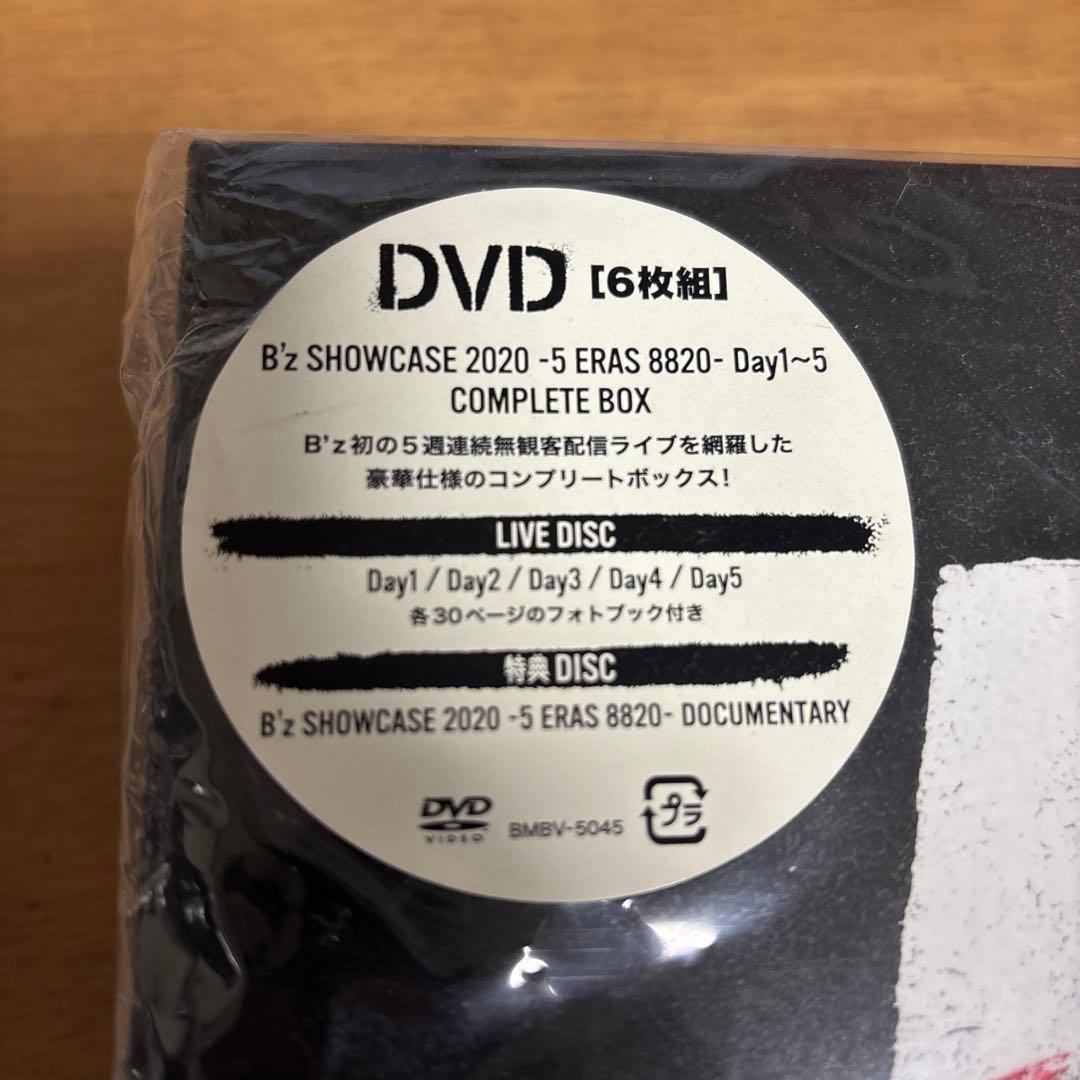 DVD [6枚組]
B'z SHOWCASE 2020 -5 ERAS 8820- Day1~5
COMPLETE BOX
B'z初の5週連続無観客配信ライブを網羅した
豪華仕様のコンプリートボックス!
LIVE DISC
Day1 / Day2 / Day3 / Day4 / Day5
各30ページのフォトブック付き
特典 DISC
B'z SHOWCASE 2020 -5 ERAS 8820- DOCUMENTARY
DVD VIDEO BMBV-5045 プラ